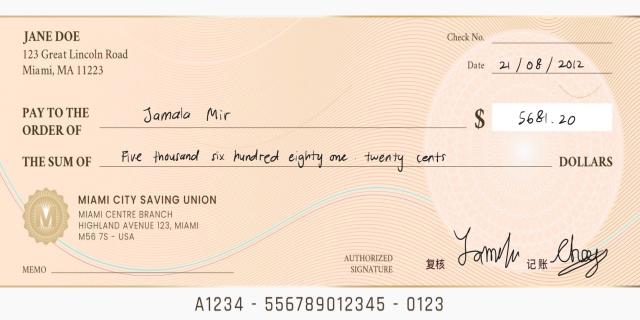 JANE DOE
123 Great Lincoln Road
Miami, MA 11223
Check No.
Date 21/08/2012
PAY TO THE
ORDER OF Jamala Mir
$ 5681.20
THE SUM OF Five thousand six hundred eighty one . twenty cents DOLLARS
MIAMI CITY SAVING UNION
MIAMI CENTRE BRANCH
HIGHLAND AVENUE 123, MIAMI
M56 7S - USA
MEMO
AUTHORIZED
SIGNATURE
复核 记账
A1234 - 556789012345 - 0123